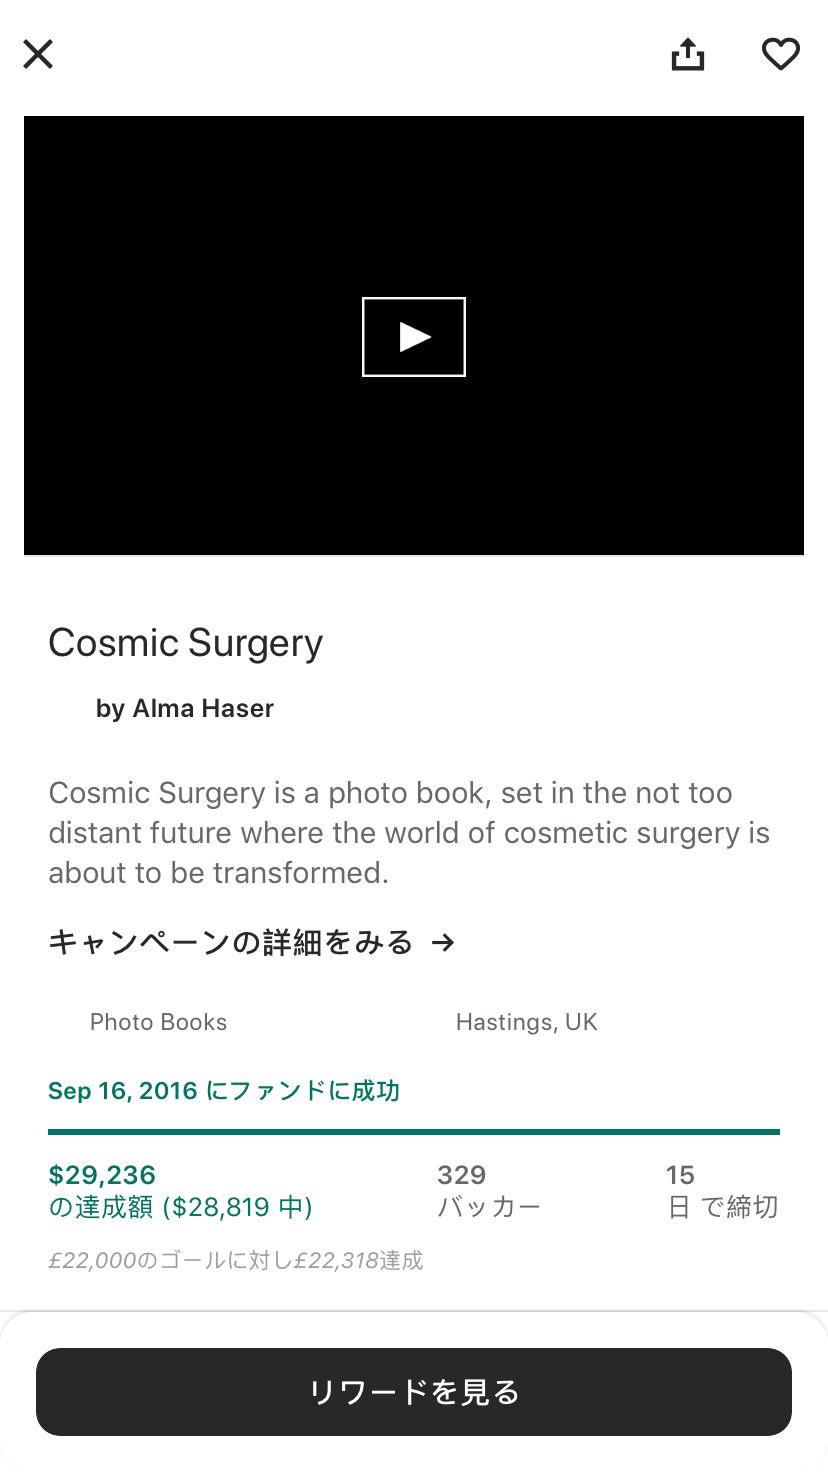 Cosmic Surgery
by Alma Haser
Cosmic Surgery is a photo book, set in the not too
distant future where the world of cosmetic surgery is
about to be transformed.
キャンペーンの詳細をみる →
Photo Books
Hastings, UK
Sep 16, 2016 にファンドに成功
$29,236
の達成額 ($28,819 中)
329
バッカー
15
日 で締切
£22,000のゴールに対し£22,318達成
リワードを見る